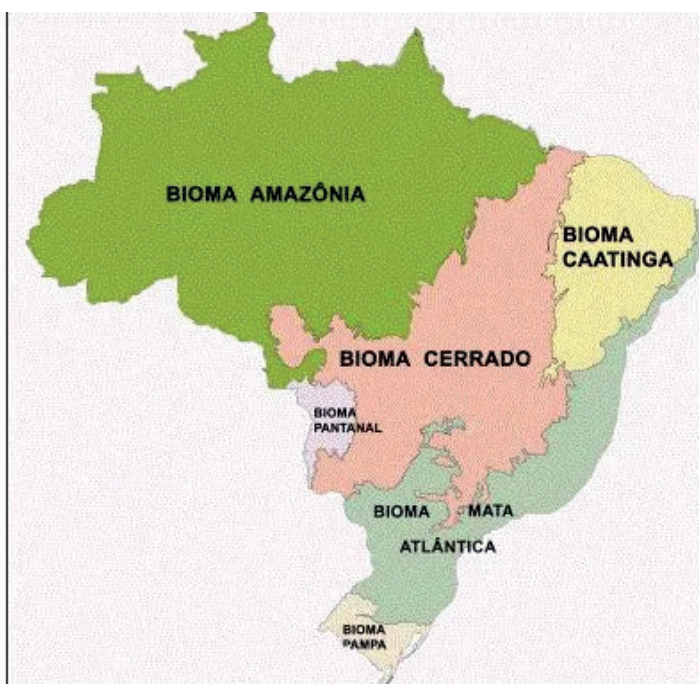 BIOMA AMAZÔNIA
BIOMA
CAATINGA
BIOMA CERRADO
BIOMA
PANTANAL
BIOMA MATA
ATLÂNTICA
BIOMA
PAMPA